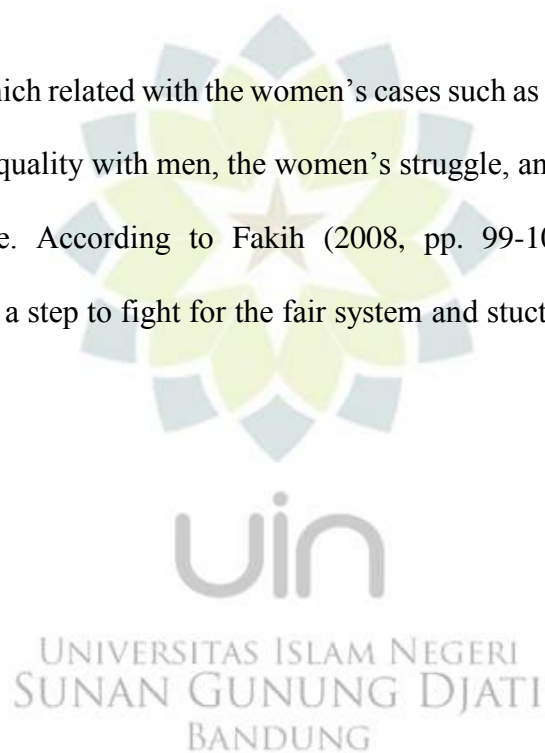 hich related with the women's cases such as
quality with men, the women's struggle, an
e. According to Fakih (2008, pp. 99-10
a step to fight for the fair system and stuct
uin
UNIVERSITAS ISLAM NEGERI
SUNAN GUNUNG DJATI
BANDUNG